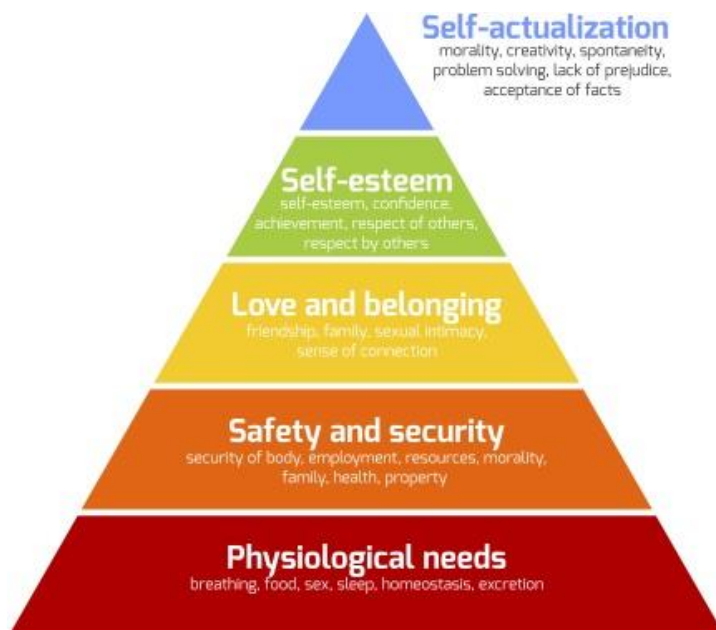 Self-actualization
morality, creativity, spontaneity,
problem solving, lack of prejudice,
acceptance of facts
Self-esteem
self-esteem, confidence,
achievement, respect of others,
respect by others
Love and belonging
friendship, family, sexual intimacy,
sense of connection
Safety and security
security of body, employment, resources, morality,
family, health, property
Physiological needs
breathing, food, sex, sleep, homeostasis, excretion